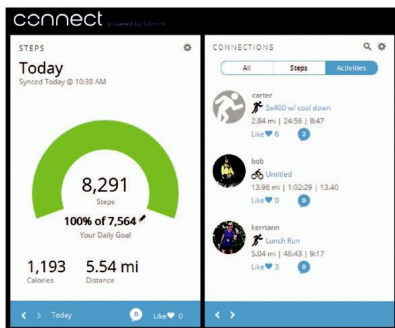 connect
powered by GARMIN
STEPS
Today
Synced Today @ 10:38 AM
8,291
Steps
100% of 7,564
Your Daily Goal
1,193
Calories
5.54 mi
Distance
Today
0
Like 0
CONNECTIONS
All
Steps
Activities
carter
5x400 w/ cool down
2.84 mi | 24:56 | 8:47
Like 6
2
bob
Untitled
13.96 mi | 1:02:29 | 13.40
Like 0
0
kerriann
Lunch Run
5.04 mi | 46:43 | 9:17
Like 3
0